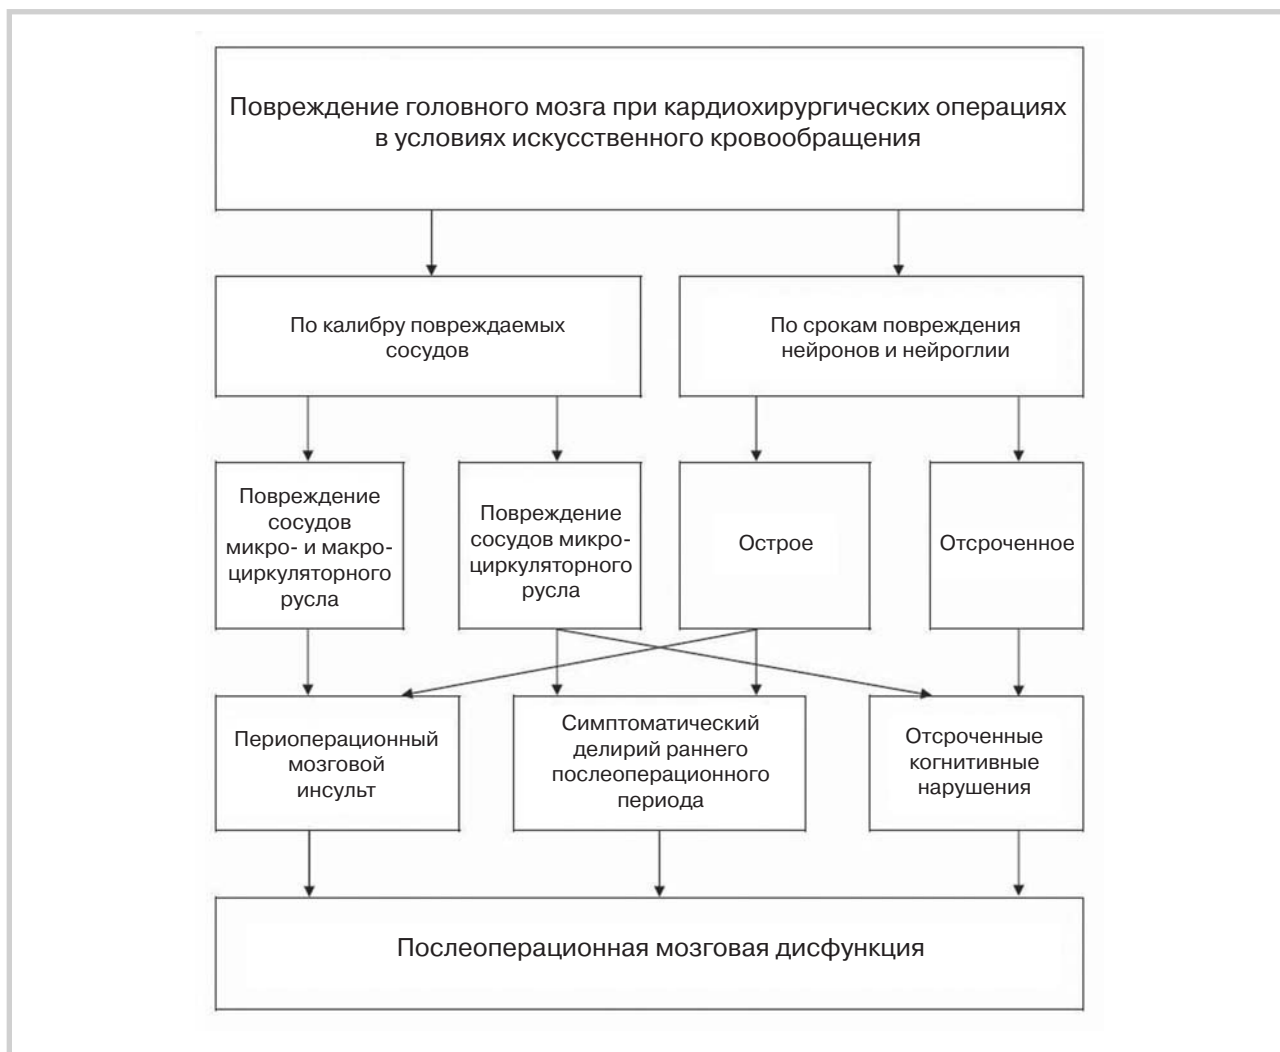 Повреждение головного мозга при кардиохирургических операциях
в условиях искусственного кровообращения
По калибру повреждаемых
сосудов
По срокам повреждения
нейронов и нейроглии
Повреждение
сосудов
микро- и макро-
циркуляторного
русла
Повреждение
сосудов микро-
циркуляторного
русла
Острое
Отсроченное
Периоперационный
мозговой
инсульт
Симптоматический
делирий раннего
послеоперационного
периода
Отсроченные
когнитивные
нарушения
Послеоперационная мозговая дисфункция